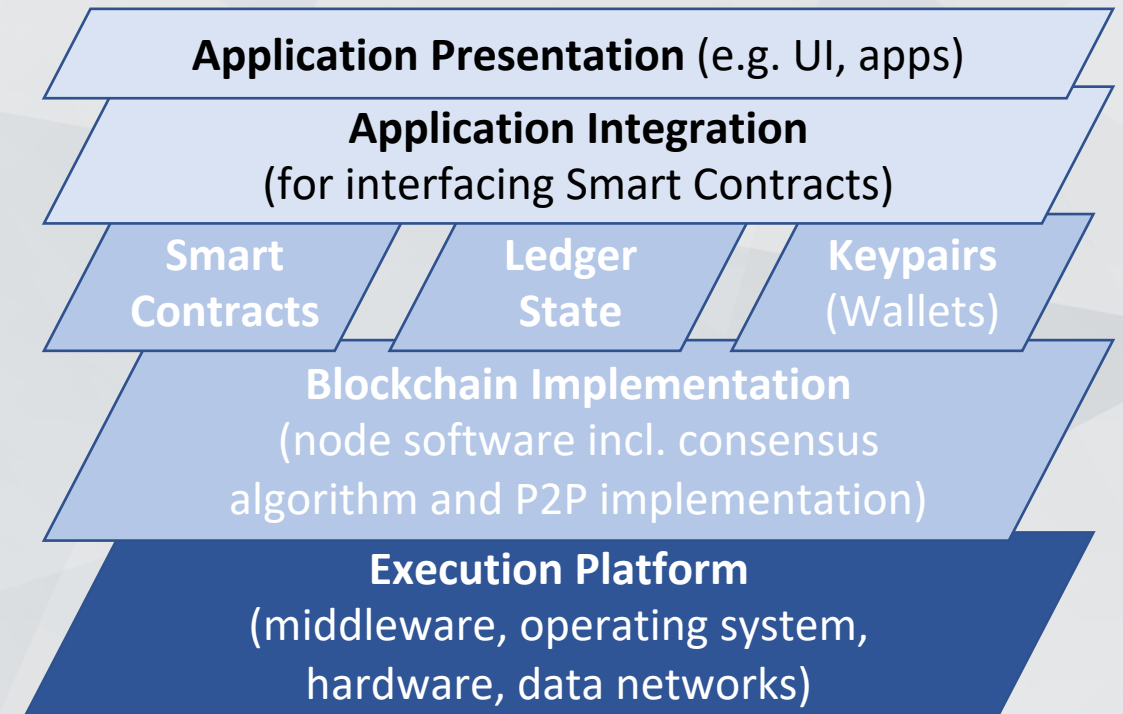 Application Presentation (e.g. UI, apps)
Application Integration
(for interfacing Smart Contracts)
Smart
Contracts
Ledger
State
Keypairs
(Wallets)
Blockchain Implementation
(node software incl. consensus
algorithm and P2P implementation)
Execution Platform
(middleware, operating system,
hardware, data networks)